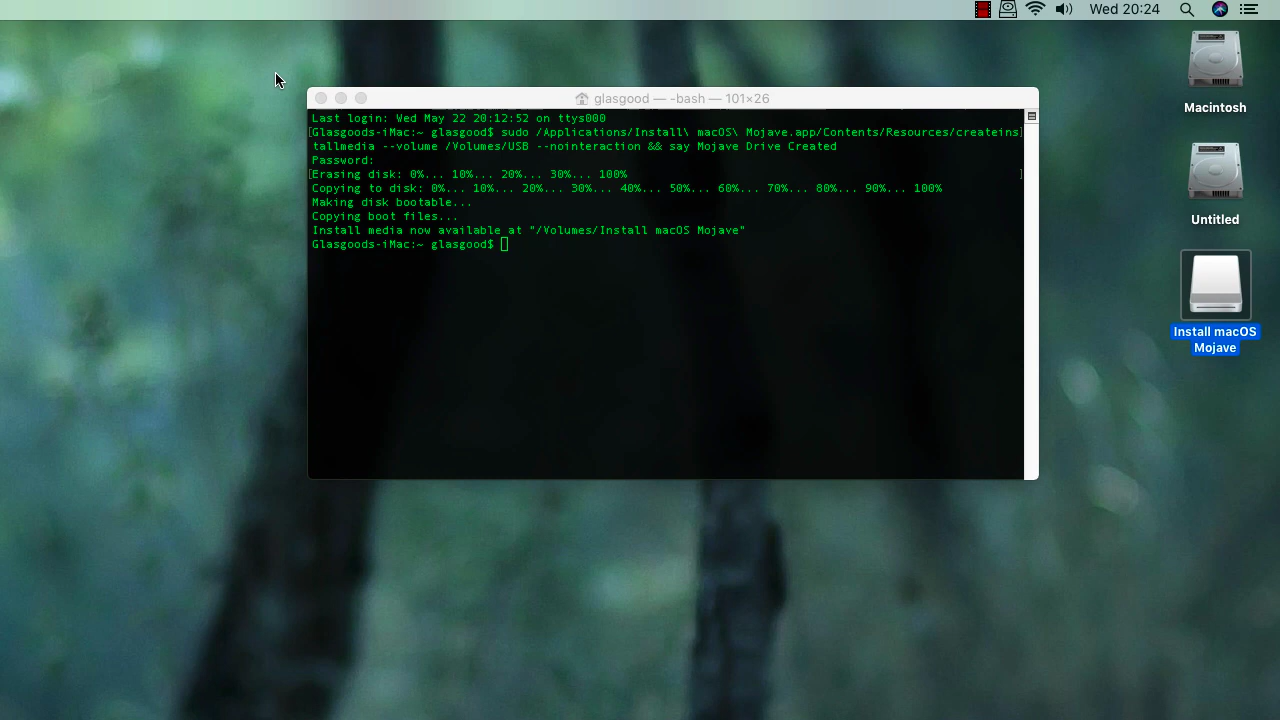 Wed 20:24
glasgood — -bash — 101×26
Last login: Wed May 22 20:12:52 on ttys000
[Glasgoods-iMac:~ glasgood$ sudo /Applications/Install\ macOS\ Mojave.app/Contents/Resources/createins]
tallmedia --volume /Volumes/USB --nointeraction && say Mojave Drive Created
Password:
[Erasing disk: 0%... 10%... 20%... 30%... 100% ]
Copying to disk: 0%... 10%... 20%... 30%... 40%... 50%... 60%... 70%... 80%... 90%... 100%
Making disk bootable...
Copying boot files...
Install media now available at "/Volumes/Install macOS Mojave"
Glasgoods-iMac:~ glasgood$
Macintosh
Untitled
Install macOS
Mojave